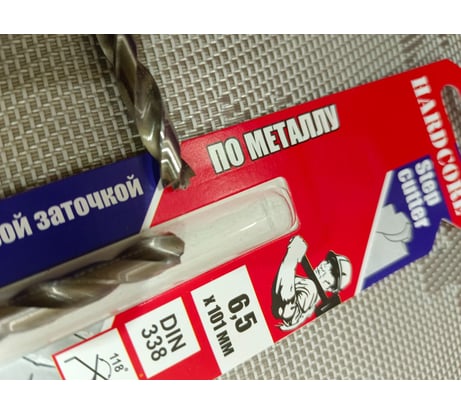 ПО МЕТАЛЛУ
HARDCORE
Step
cutter
ОЙ ЗАТОЧКОЙ
6,5
x 101 ММ
DIN
338
118°